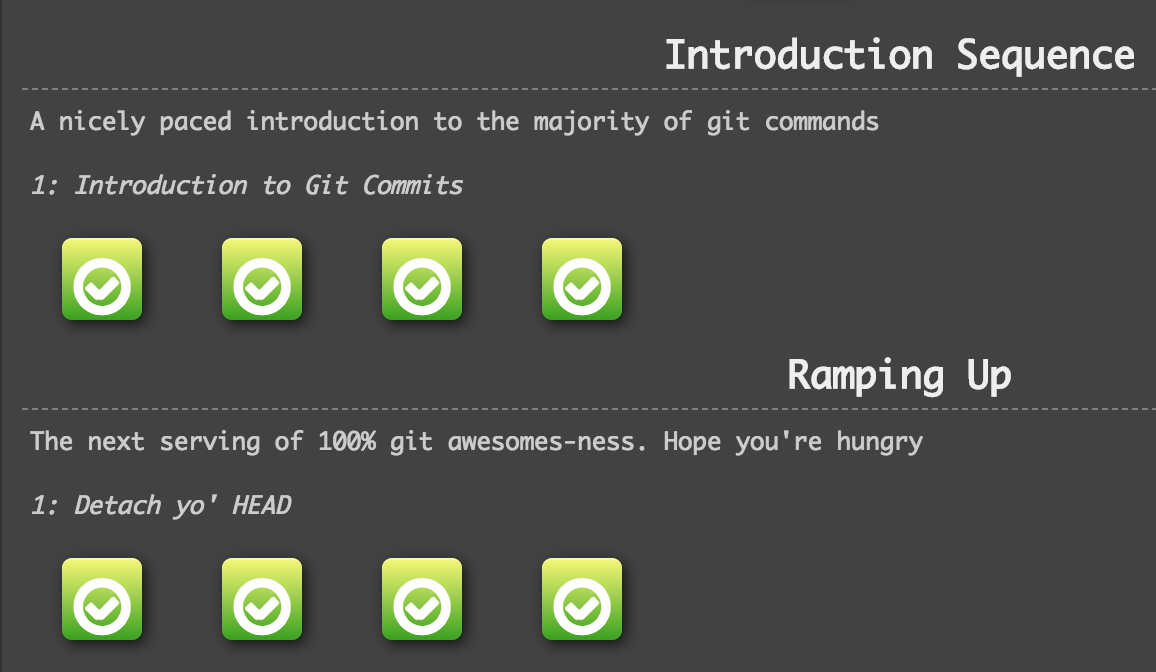 Introduction Sequence
A nicely paced introduction to the majority of git commands
1: Introduction to Git Commits
Ramping Up
The next serving of 100% git awesomes-ness. Hope you're hungry
1: Detach yo' HEAD